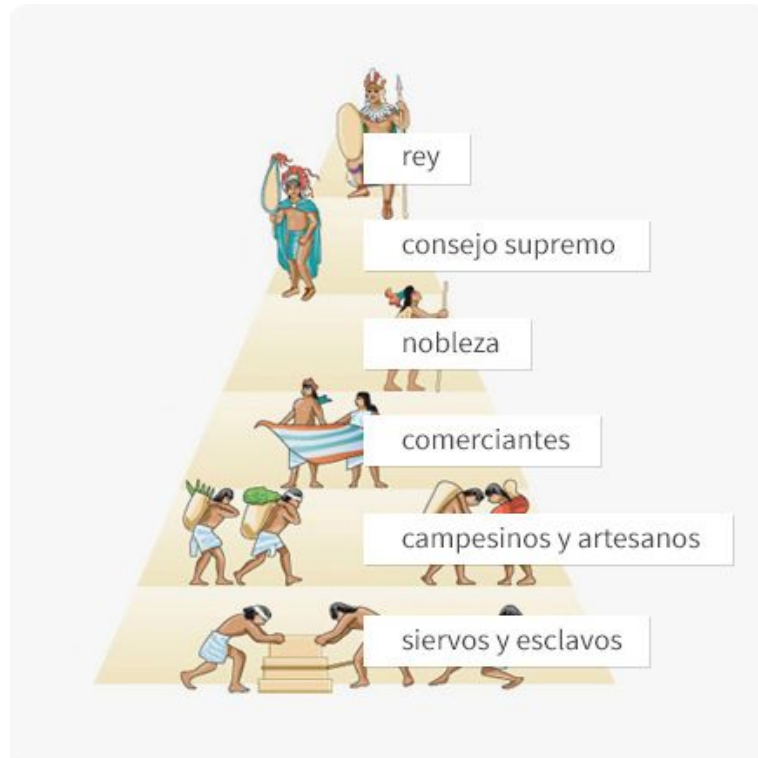 rey
consejo supremo
nobleza
comerciantes
campesinos y artesanos
siervos y esclavos